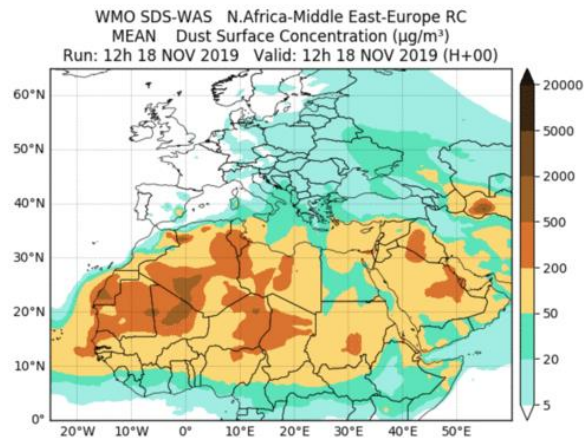 WMO SDS-WAS N.Africa-Middle East-Europe RC
MEAN Dust Surface Concentration (µg/m³)
Run: 12h 18 NOV 2019 Valid: 12h 18 NOV 2019 (H+00)
60°N
50°N
40°N
30°N
20°N
10°N
0°
20°W
10°W
0°
10°E
20°E
30°E
40°E
50°E
20000
5000
2000
500
200
50
20
5